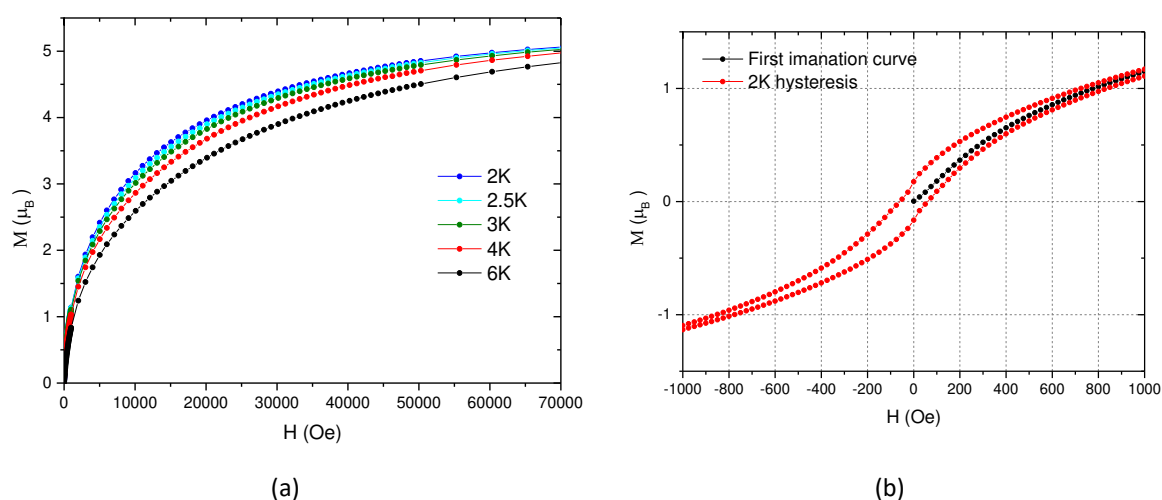 5
4
3
2
1
0
M (μB)
2K
2.5K
3K
4K
6K
0 10000 20000 30000 40000 50000 60000 70000
H (Oe)
(a)
First imanation curve
2K hysteresis
1
0
-1
M (μB)
-1000 -800 -600 -400 -200 0 200 400 600 800 1000
H (Oe)
(b)